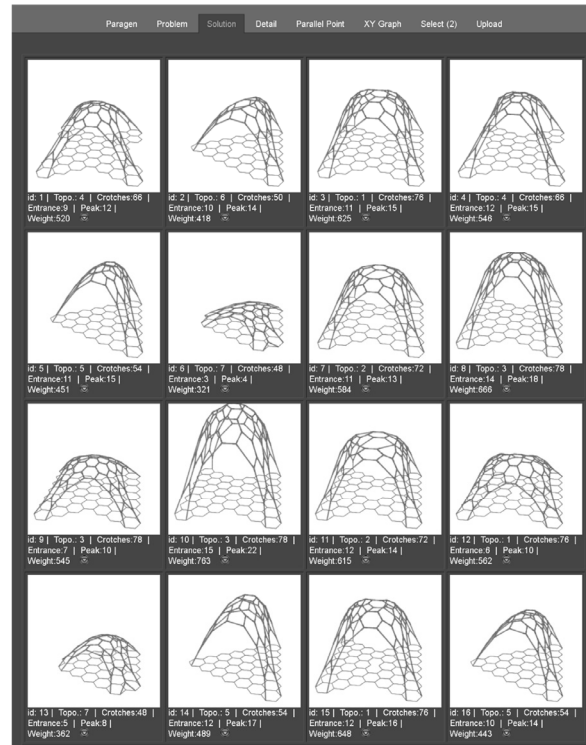 Paragen Problem Solution Detail Parallel Point XY Graph Select (2) Upload
id: 1 | Topo.: 4 | Crotches:66 |
Entrance:9 | Peak:12 |
Weight:520
id: 2 | Topo.: 6 | Crotches:50 |
Entrance:10 | Peak:14 |
Weight:418
id: 3 | Topo.: 1 | Crotches:76 |
Entrance:11 | Peak:15 |
Weight:625
id: 4 | Topo.: 4 | Crotches:66 |
Entrance:12 | Peak:15 |
Weight:546
id: 5 | Topo.: 5 | Crotches:54 |
Entrance:11 | Peak:15 |
Weight:451
id: 6 | Topo.: 7 | Crotches:48 |
Entrance:3 | Peak:4 |
Weight:321
id: 7 | Topo.: 2 | Crotches:72 |
Entrance:11 | Peak:13 |
Weight:584
id: 8 | Topo.: 3 | Crotches:78 |
Entrance:14 | Peak:18 |
Weight:666
id: 9 | Topo.: 3 | Crotches:78 |
Entrance:7 | Peak:10 |
Weight:545
id: 10 | Topo.: 3 | Crotches:78 |
Entrance:15 | Peak:22 |
Weight:763
id: 11 | Topo.: 2 | Crotches:72 |
Entrance:12 | Peak:14 |
Weight:615
id: 12 | Topo.: 1 | Crotches:76 |
Entrance:6 | Peak:10 |
Weight:562
id: 13 | Topo.: 7 | Crotches:48 |
Entrance:5 | Peak:8 |
Weight:362
id: 14 | Topo.: 5 | Crotches:54 |
Entrance:12 | Peak:17 |
Weight:489
id: 15 | Topo.: 1 | Crotches:76 |
Entrance:12 | Peak:16 |
Weight:648
id: 16 | Topo.: 5 | Crotches:54 |
Entrance:10 | Peak:14 |
Weight:443